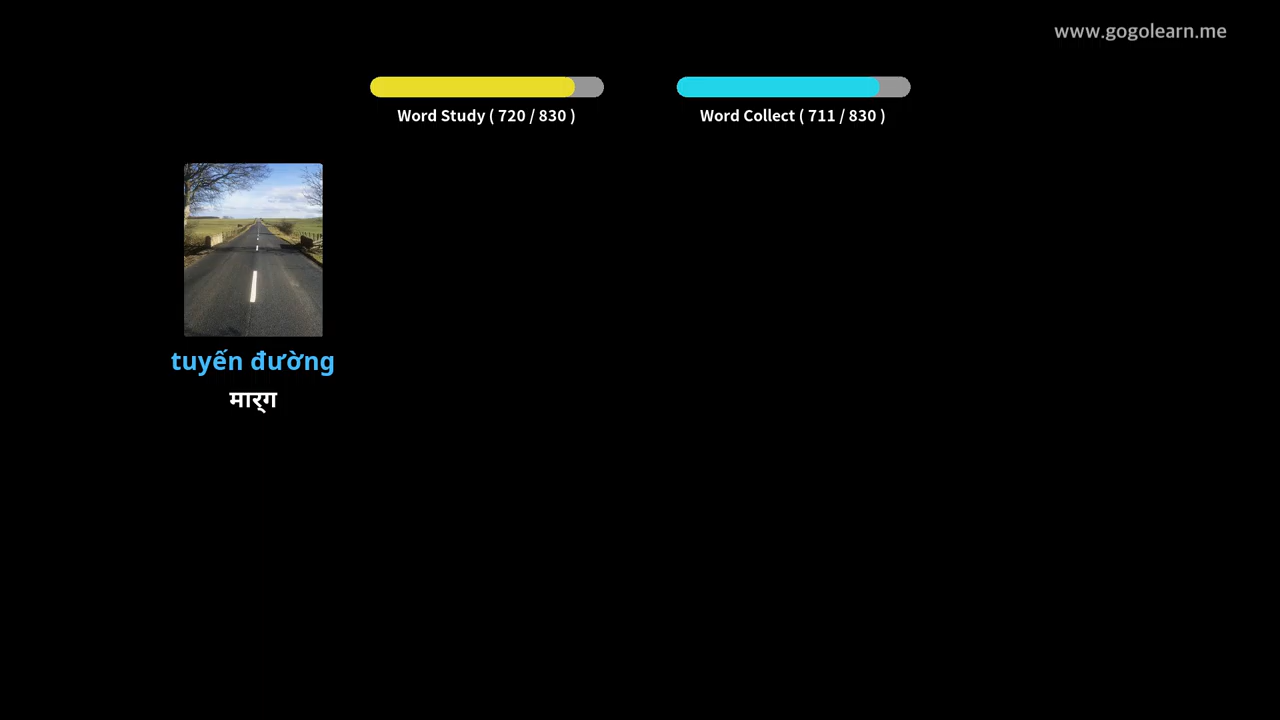 www.gogolearn.me
Word Study ( 720 / 830 )
Word Collect ( 711 / 830 )
tuyến đường
मार्ग